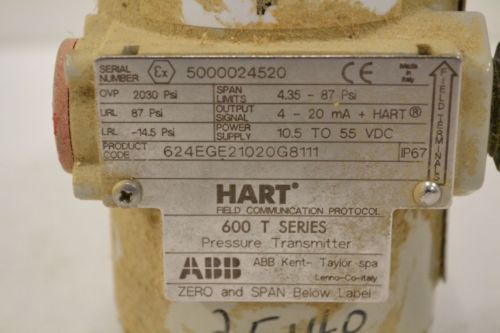 SERIAL NUMBER Ex 5000024520 CE Made in Italy
OVP 2030 Psi SPAN LIMITS 4.35 - 87 Psi
URL 87 Psi OUTPUT SIGNAL 4 - 20 mA + HART®
LRL -14.5 Psi POWER SUPPLY 10.5 TO 55 VDC
PRODUCT CODE 624EGE21020G8111 IP67
FIELD TERMINALS
HART®
FIELD COMMUNICATION PROTOCOL
600 T SERIES
Pressure Transmitter
ABB ABB Kent-Taylor spa
Lenno-Co-Italy
ZERO and SPAN Below Label